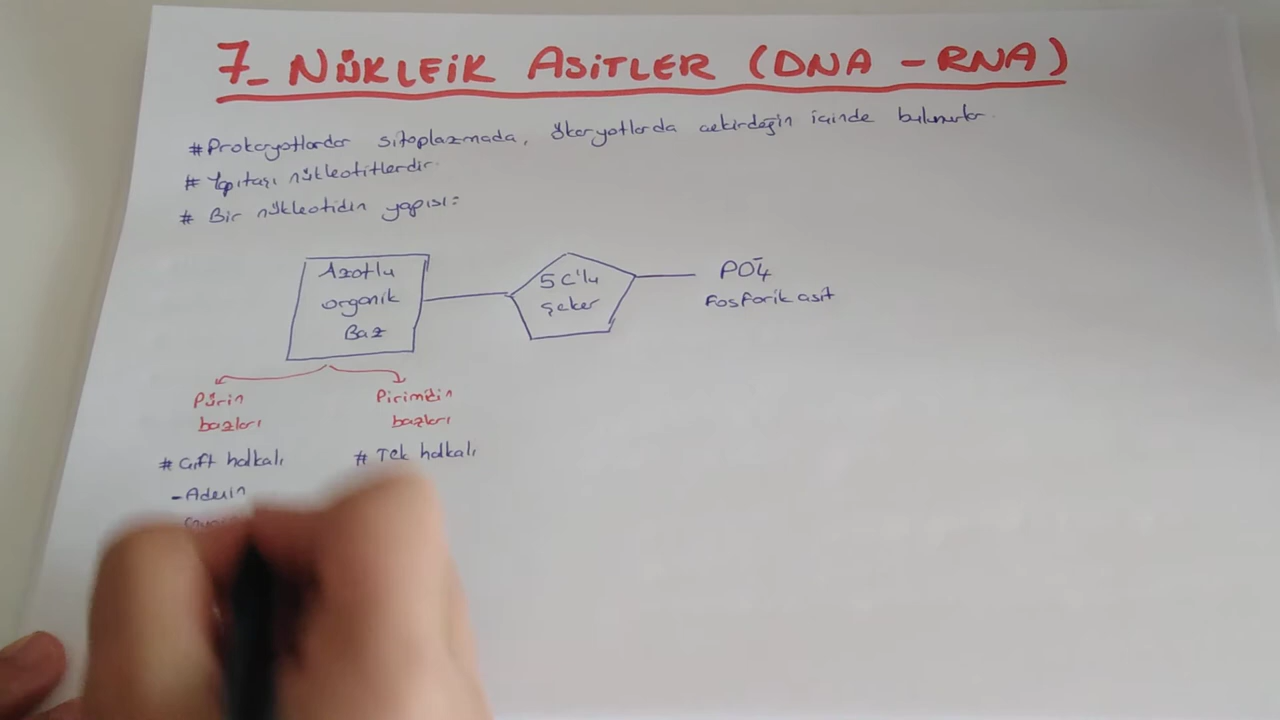 7- NÜKLEİK ASİTLER (DNA - RNA)
# Prokaryotlarda sitoplazmada, ökaryotlarda çekirdeğin içinde bulunurlar.
# Yapıtaşı nükleotitlerdir.
# Bir nükleotidin yapısı:
Azotlu organik Baz
5 C'lu şeker
PO4̄
Fosforik asit
Pürin bazları
Pirimidin bazları
# Çift halkalı
# Tek halkalı
- Adenin